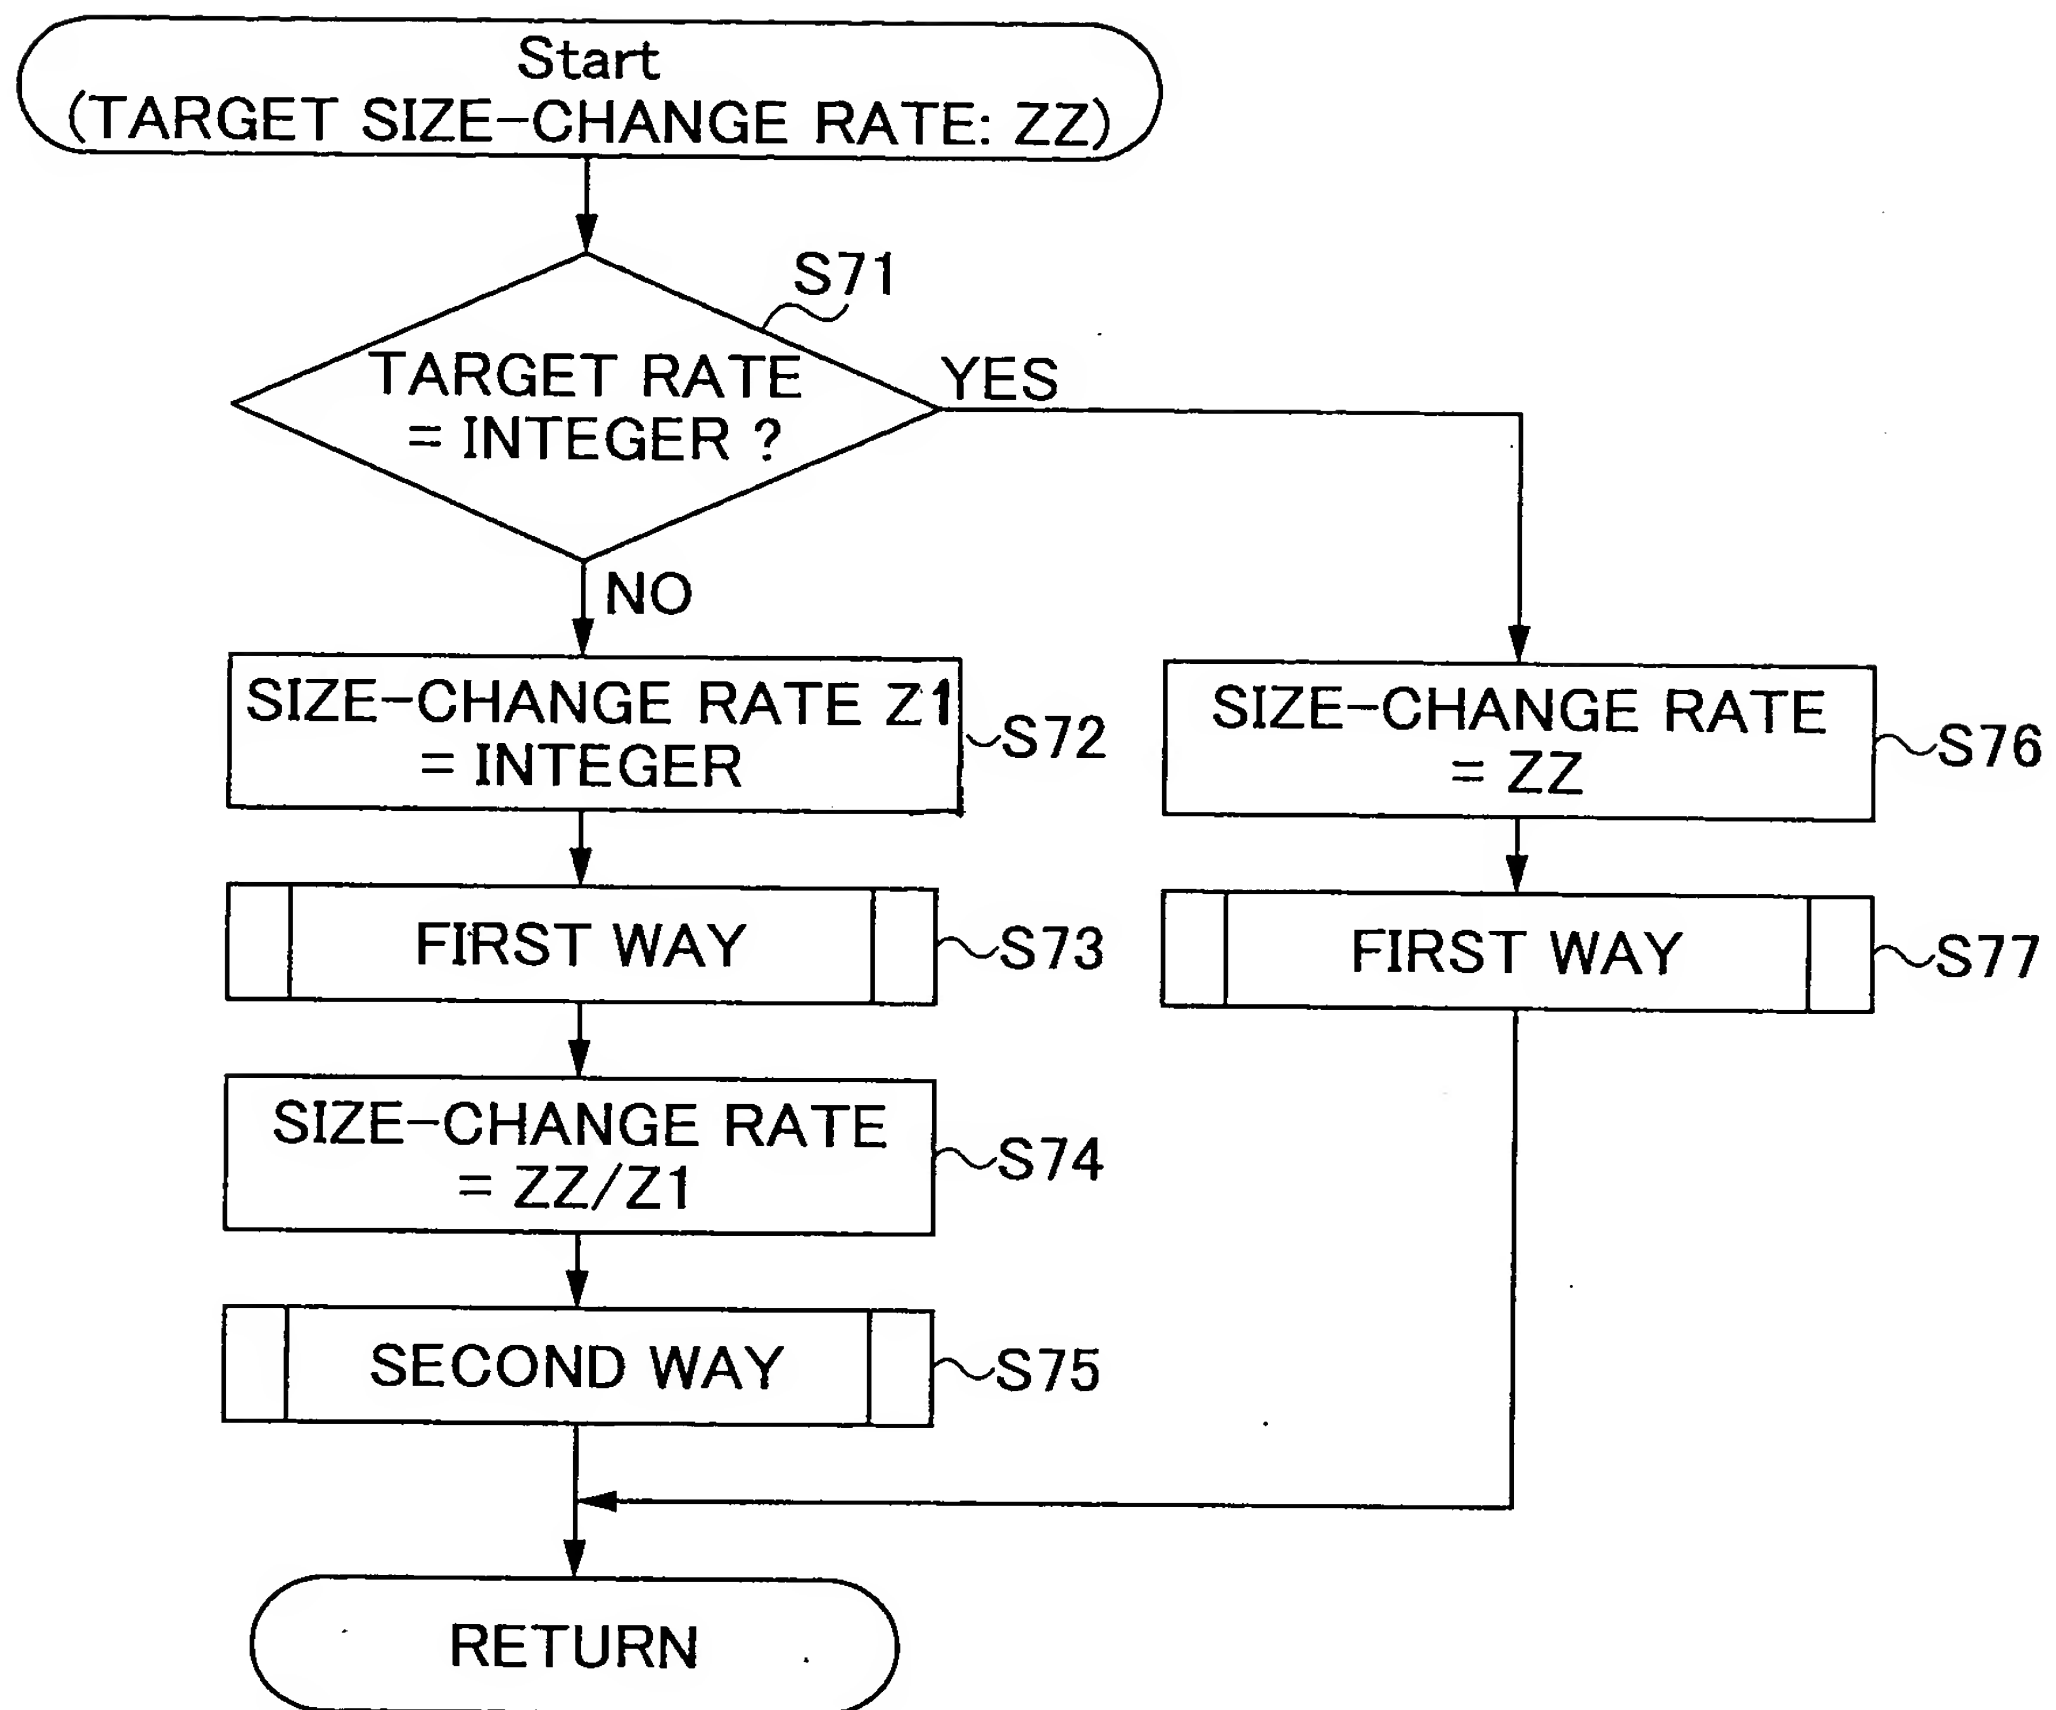 Start
(TARGET SIZE-CHANGE RATE: ZZ)
S71
TARGET RATE
= INTEGER ?
YES
NO
SIZE-CHANGE RATE Z1
= INTEGER
S72
SIZE-CHANGE RATE
= ZZ
S76
FIRST WAY
S73
FIRST WAY
S77
SIZE-CHANGE RATE
= ZZ/Z1
S74
SECOND WAY
S75
RETURN